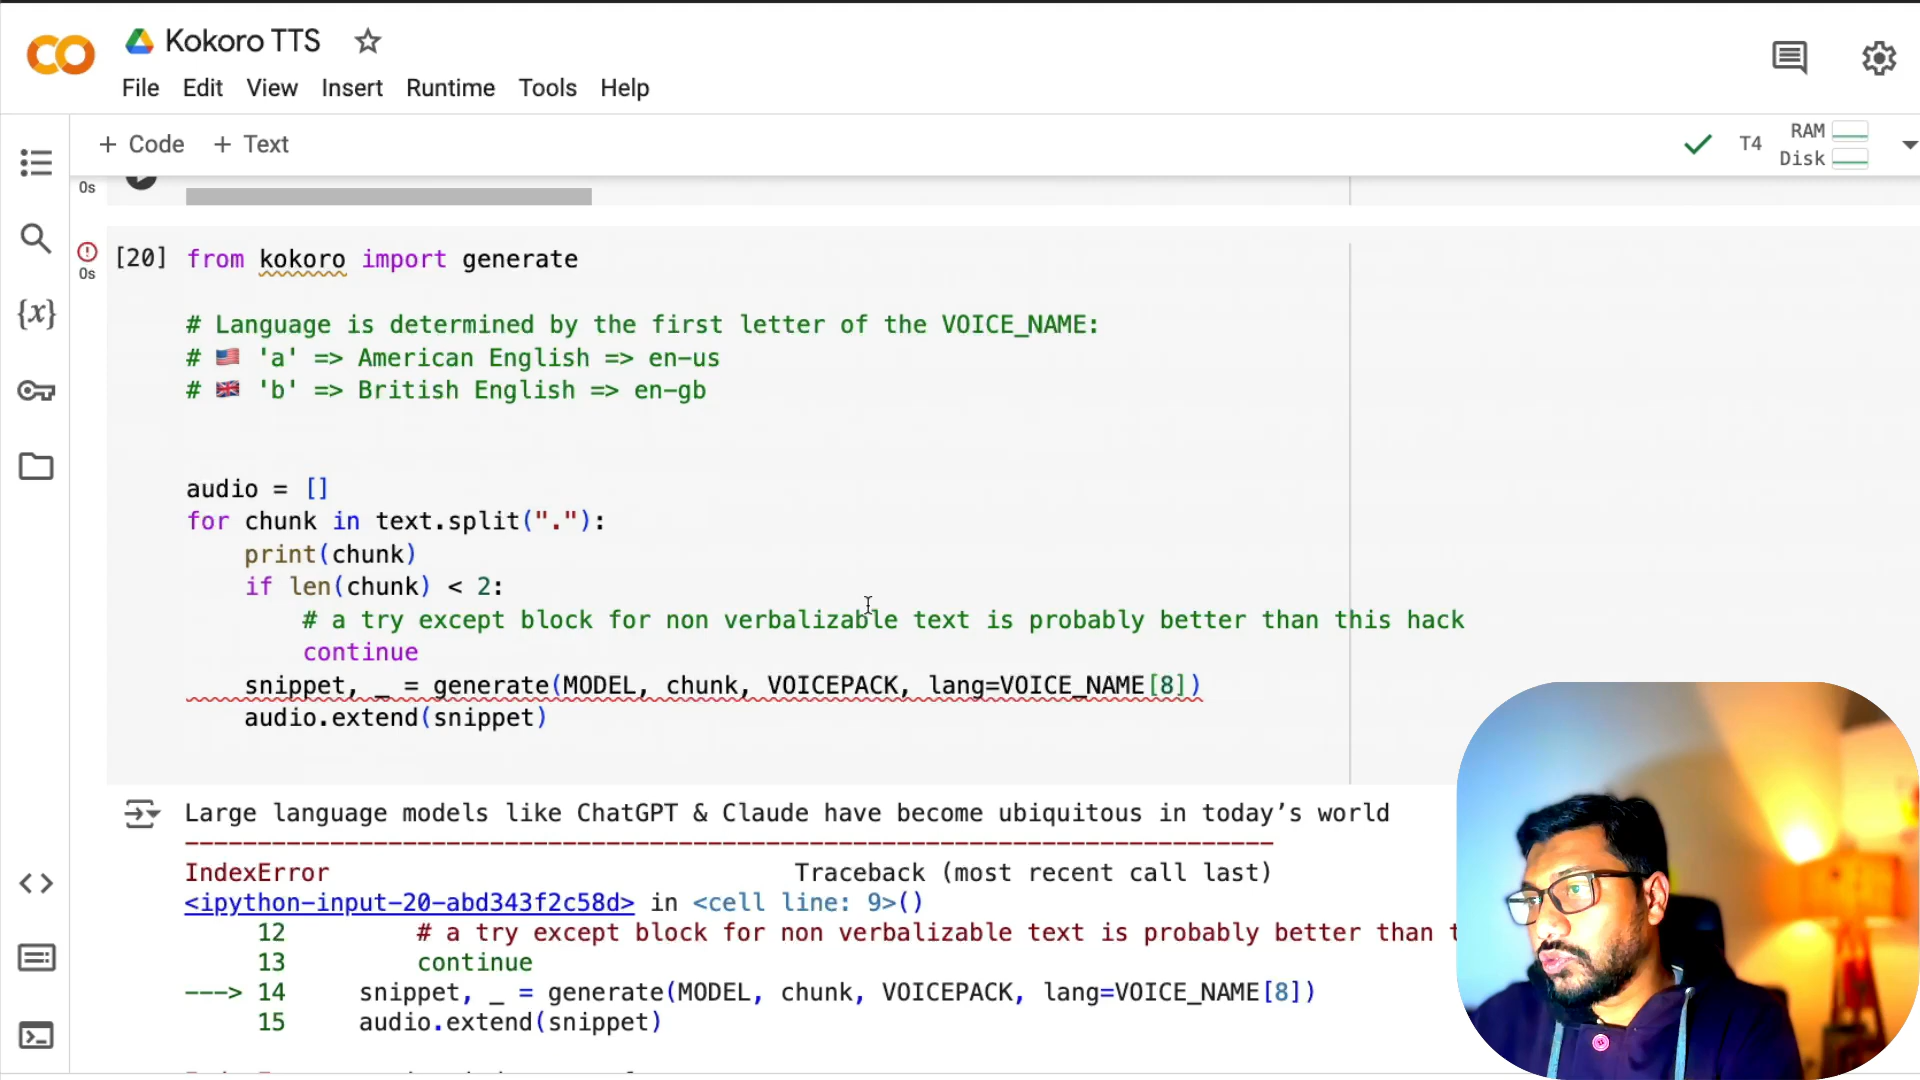 Kokoro TTS
File Edit View Insert Runtime Tools Help
+ Code + Text
T4 RAM Disk
0s
[20] from kokoro import generate
0s
# Language is determined by the first letter of the VOICE_NAME:
# 🇺🇸 'a' => American English => en-us
# 🇬🇧 'b' => British English => en-gb
audio = []
for chunk in text.split("."):
print(chunk)
if len(chunk) < 2:
# a try except block for non verbalizable text is probably better than this hack
continue
snippet, _ = generate(MODEL, chunk, VOICEPACK, lang=VOICE_NAME[8])
audio.extend(snippet)
Large language models like ChatGPT & Claude have become ubiquitous in today’s world
---------------------------------------------------------------------------
IndexError Traceback (most recent call last)
<ipython-input-20-abd343f2c58d> in <cell line: 9>()
12 # a try except block for non verbalizable text is probably better than
13 continue
---> 14 snippet, _ = generate(MODEL, chunk, VOICEPACK, lang=VOICE_NAME[8])
15 audio.extend(snippet)